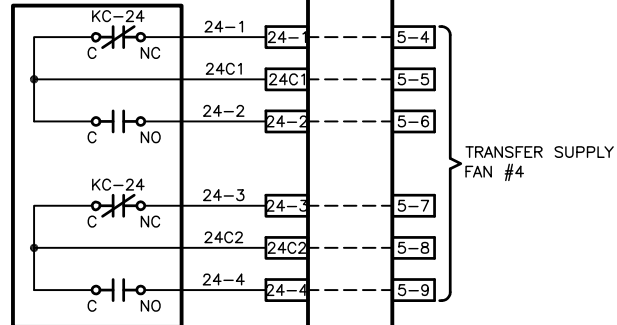 KC-24
C NC 24-1 24-1 5-4
24C1 24C1 5-5
C NO 24-2 24-2 5-6
TRANSFER SUPPLY
FAN #4
KC-24
C NC 24-3 24-3 5-7
24C2 24C2 5-8
C NO 24-4 24-4 5-9